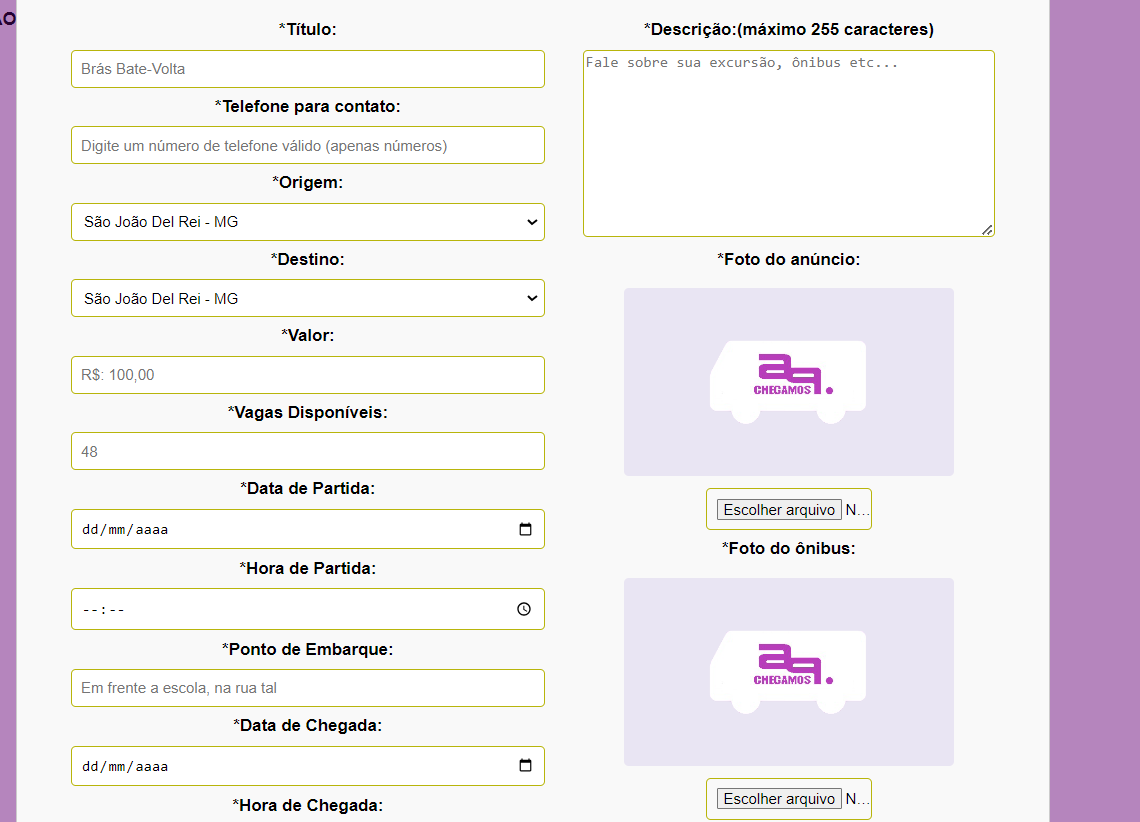 ÃO
*Título:
Brás Bate-Volta
*Telefone para contato:
Digite um número de telefone válido (apenas números)
*Origem:
São João Del Rei - MG
*Destino:
São João Del Rei - MG
*Valor:
R$: 100,00
*Vagas Disponíveis:
48
*Data de Partida:
dd/mm/aaaa
*Hora de Partida:
--:--
*Ponto de Embarque:
Em frente a escola, na rua tal
*Data de Chegada:
dd/mm/aaaa
*Hora de Chegada:
*Descrição:(máximo 255 caracteres)
Fale sobre sua excursão, ônibus etc...
*Foto do anúncio:
aq.
CHEGAMOS
Escolher arquivo N...
*Foto do ônibus:
aq.
CHEGAMOS
Escolher arquivo N...